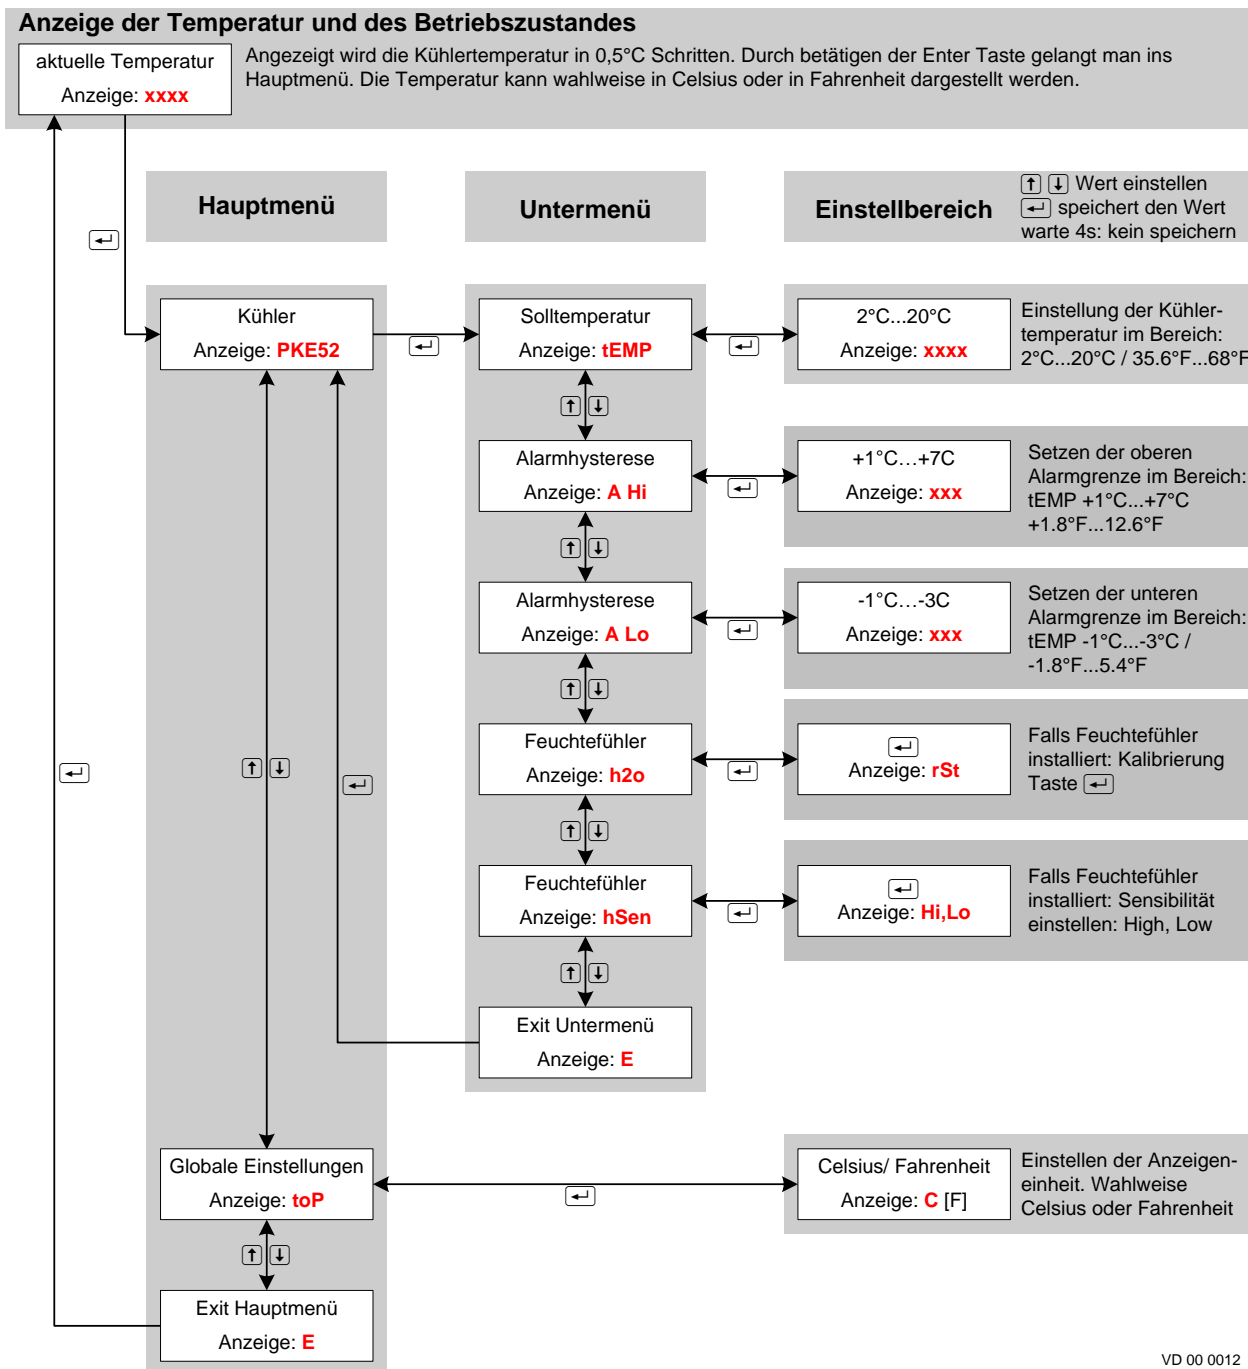 Anzeige der Temperatur und des Betriebszustandes
aktuelle Temperatur
Anzeige: xxxx
Angezeigt wird die Kühlertemperatur in 0,5°C Schritten. Durch betätigen der Enter Taste gelangt man ins
Hauptmenü. Die Temperatur kann wahlweise in Celsius oder in Fahrenheit dargestellt werden.
Hauptmenü
Untermenü
Einstellbereich
↑ ↓ Wert einstellen
↵ speichert den Wert
warte 4s: kein speichern
Kühler
Anzeige: PKE52
Solltemperatur
Anzeige: tEMP
2°C...20°C
Anzeige: xxxx
Einstellung der Kühler-
temperatur im Bereich:
2°C...20°C / 35.6°F...68°F
Alarmhysterese
Anzeige: A Hi
+1°C...+7C
Anzeige: xxx
Setzen der oberen
Alarmgrenze im Bereich:
tEMP +1°C...+7°C
+1.8°F...12.6°F
Alarmhysterese
Anzeige: A Lo
-1°C...-3C
Anzeige: xxx
Setzen der unteren
Alarmgrenze im Bereich:
tEMP -1°C...-3°C /
-1.8°F...5.4°F
Feuchtefühler
Anzeige: h2o
↵
Anzeige: rSt
Falls Feuchtefühler
installiert: Kalibrierung
Taste ↵
Feuchtefühler
Anzeige: hSen
↵
Anzeige: Hi,Lo
Falls Feuchtefühler
installiert: Sensibilität
einstellen: High, Low
Exit Untermenü
Anzeige: E
Globale Einstellungen
Anzeige: toP
Celsius/ Fahrenheit
Anzeige: C [F]
Einstellen der Anzeigen-
einheit. Wahlweise
Celsius oder Fahrenheit
Exit Hauptmenü
Anzeige: E
VD 00 0012